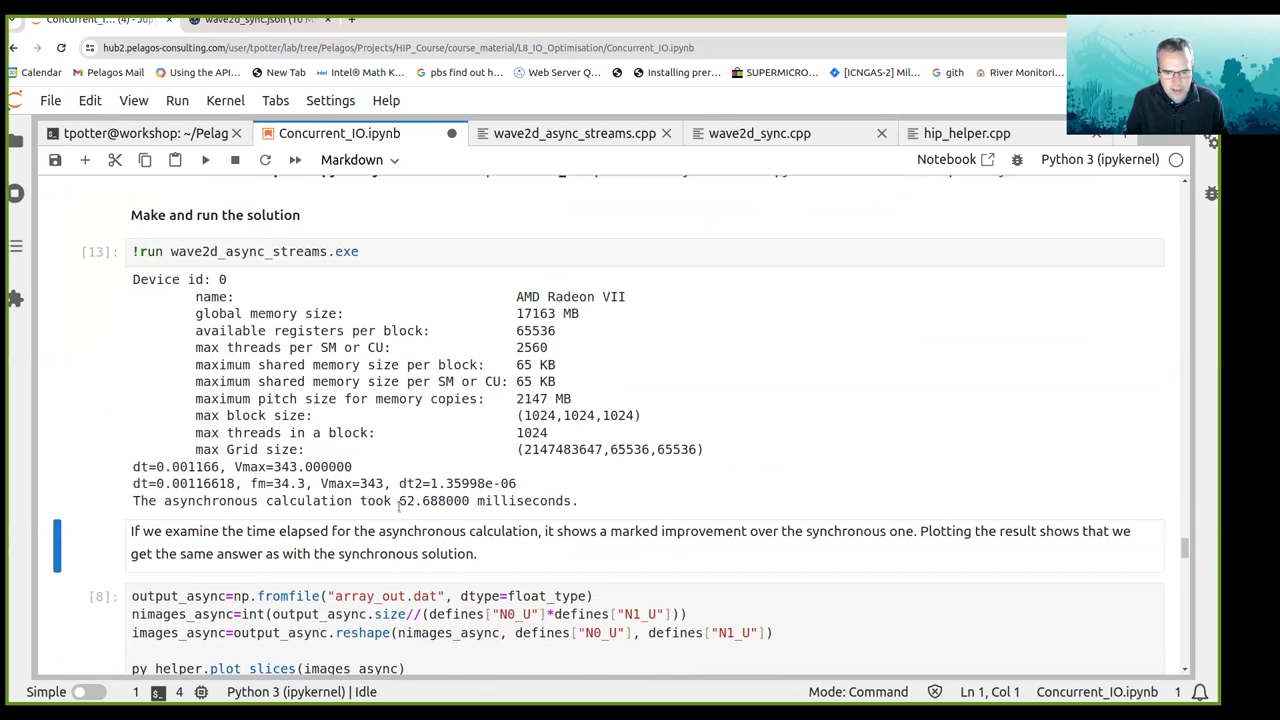 Concurrent_I... (4) - Jup
wave2d_sync.json (10 M
hub2.pelagos-consulting.com/user/tpotter/lab/tree/Pelagos/Projects/HIP_Course/course_material/L8_IO_Optimisation/Concurrent_IO.ipynb
Calendar Pelagos Mail Using the API... New Tab Intel® Math K... pbs find out h... Web Server Q... Installing prer... SUPERMICRO... [ICNGAS-2] Mil... gith River Monitori...
File Edit View Run Kernel Tabs Settings Help
tpotter@workshop: ~/Pelag Concurrent_IO.ipynb wave2d_async_streams.cpp wave2d_sync.cpp hip_helper.cpp
Markdown Notebook Python 3 (ipykernel)
Make and run the solution
[13]: !run wave2d_async_streams.exe
Device id: 0
name: AMD Radeon VII
global memory size: 17163 MB
available registers per block: 65536
max threads per SM or CU: 2560
maximum shared memory size per block: 65 KB
maximum shared memory size per SM or CU: 65 KB
maximum pitch size for memory copies: 2147 MB
max block size: (1024,1024,1024)
max threads in a block: 1024
max Grid size: (2147483647,65536,65536)
dt=0.001166, Vmax=343.000000
dt=0.00116618, fm=34.3, Vmax=343, dt2=1.35998e-06
The asynchronous calculation took 62.688000 milliseconds.
If we examine the time elapsed for the asynchronous calculation, it shows a marked improvement over the synchronous one. Plotting the result shows that we
get the same answer as with the synchronous solution.
[8]: output_async=np.fromfile("array_out.dat", dtype=float_type)
nimages_async=int(output_async.size//(defines["N0_U"]*defines["N1_U"]))
images_async=output_async.reshape(nimages_async, defines["N0_U"], defines["N1_U"])
py_helper.plot_slices(images_async)
Simple 1 4 Python 3 (ipykernel) | Idle Mode: Command Ln 1, Col 1 Concurrent_IO.ipynb 1